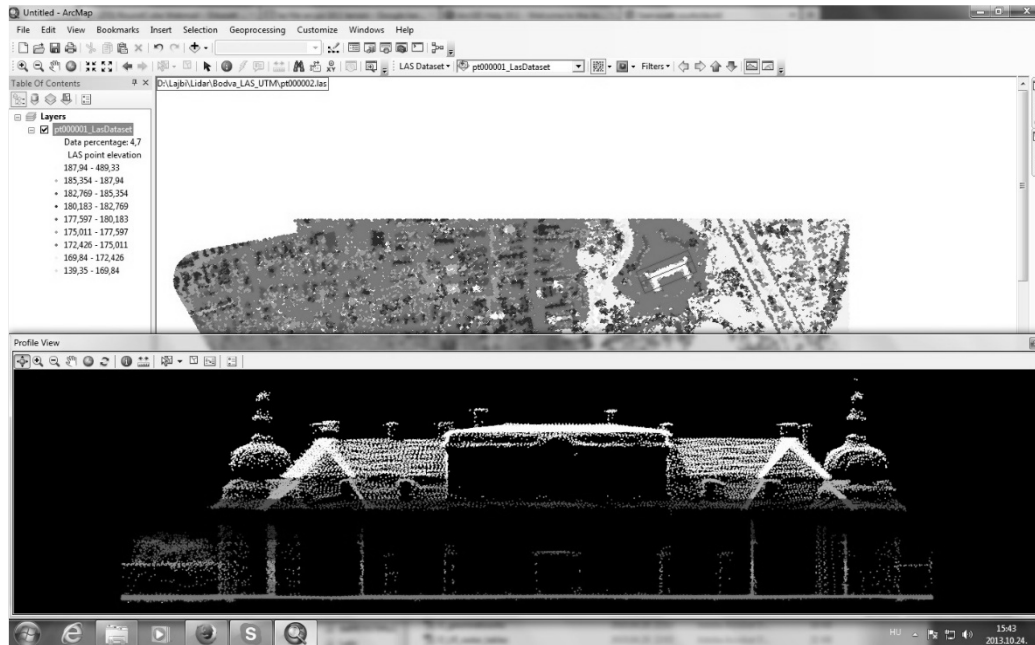 Untitled - ArcMap
File Edit View Bookmarks Insert Selection Geoprocessing Customize Windows Help
LAS Dataset pt000001_LasDataset Filters
Table Of Contents
D:\Lajbi\Lidar\Bodva_LAS_UTM\pt000002.las
Layers
pt000001_LasDataset
Data percentage: 4,7
LAS point elevation
187,94 - 489,33
185,354 - 187,94
182,769 - 185,354
180,183 - 182,769
177,597 - 180,183
175,011 - 177,597
172,426 - 175,011
169,84 - 172,426
139,35 - 169,84
Profile View
HU
15:43
2013.10.24.